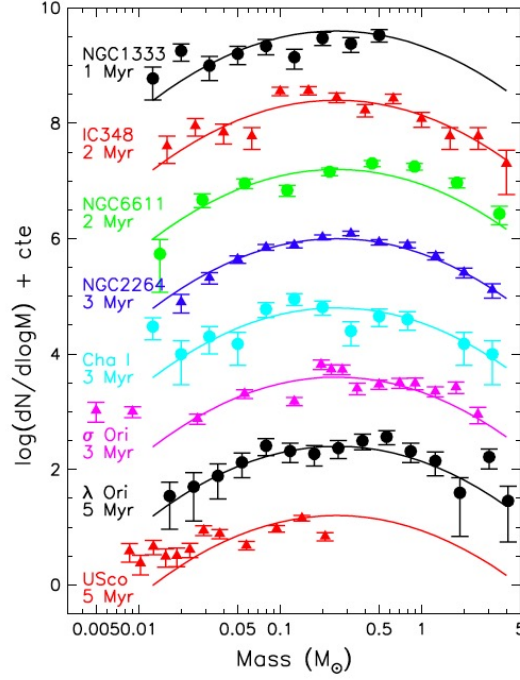 10
NGC1333
1 Myr
IC348
2 Myr
8
NGC6611
2 Myr
6
NGC2264
3 Myr
Cha I
3 Myr
4
σ Ori
3 Myr
2
λ Ori
5 Myr
USco
5 Myr
0
log(dN/dlogM) + cte
0.005 0.01 0.05 0.1 0.5 1 5
Mass (M☉)